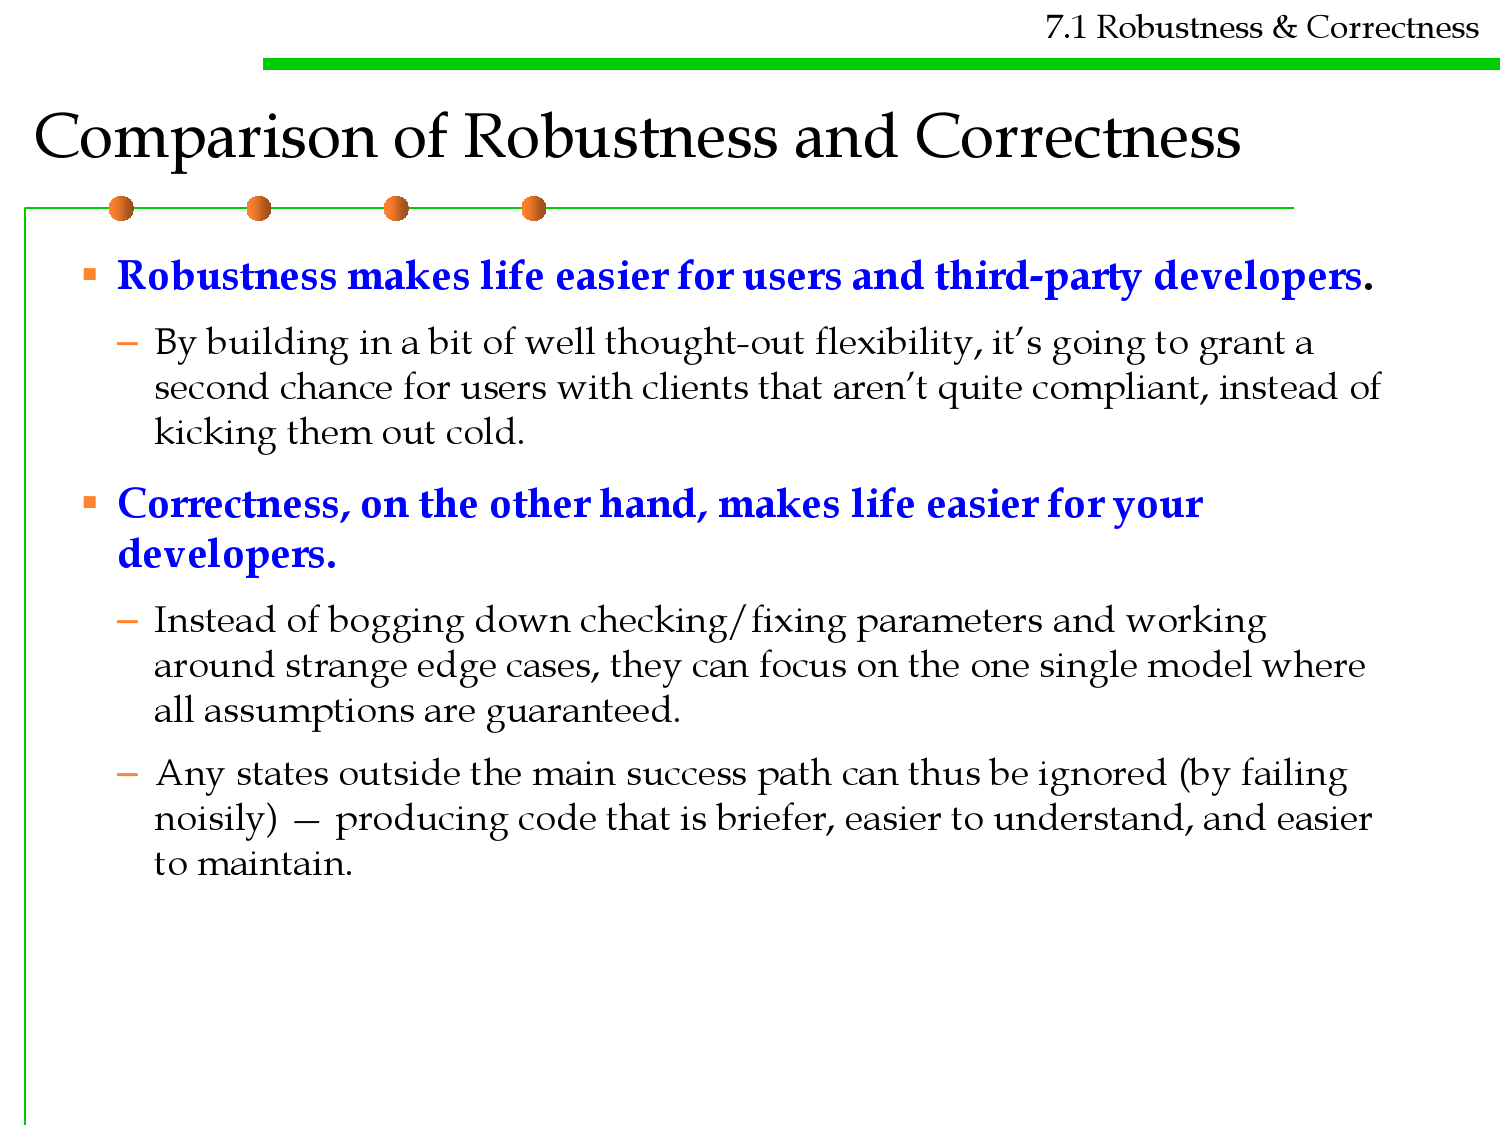 7.1 Robustness & Correctness
Comparison of Robustness and Correctness
▪ Robustness makes life easier for users and third-party developers.
– By building in a bit of well thought-out flexibility, it’s going to grant a
second chance for users with clients that aren’t quite compliant, instead of
kicking them out cold.
▪ Correctness, on the other hand, makes life easier for your
developers.
– Instead of bogging down checking/fixing parameters and working
around strange edge cases, they can focus on the one single model where
all assumptions are guaranteed.
– Any states outside the main success path can thus be ignored (by failing
noisily) — producing code that is briefer, easier to understand, and easier
to maintain.